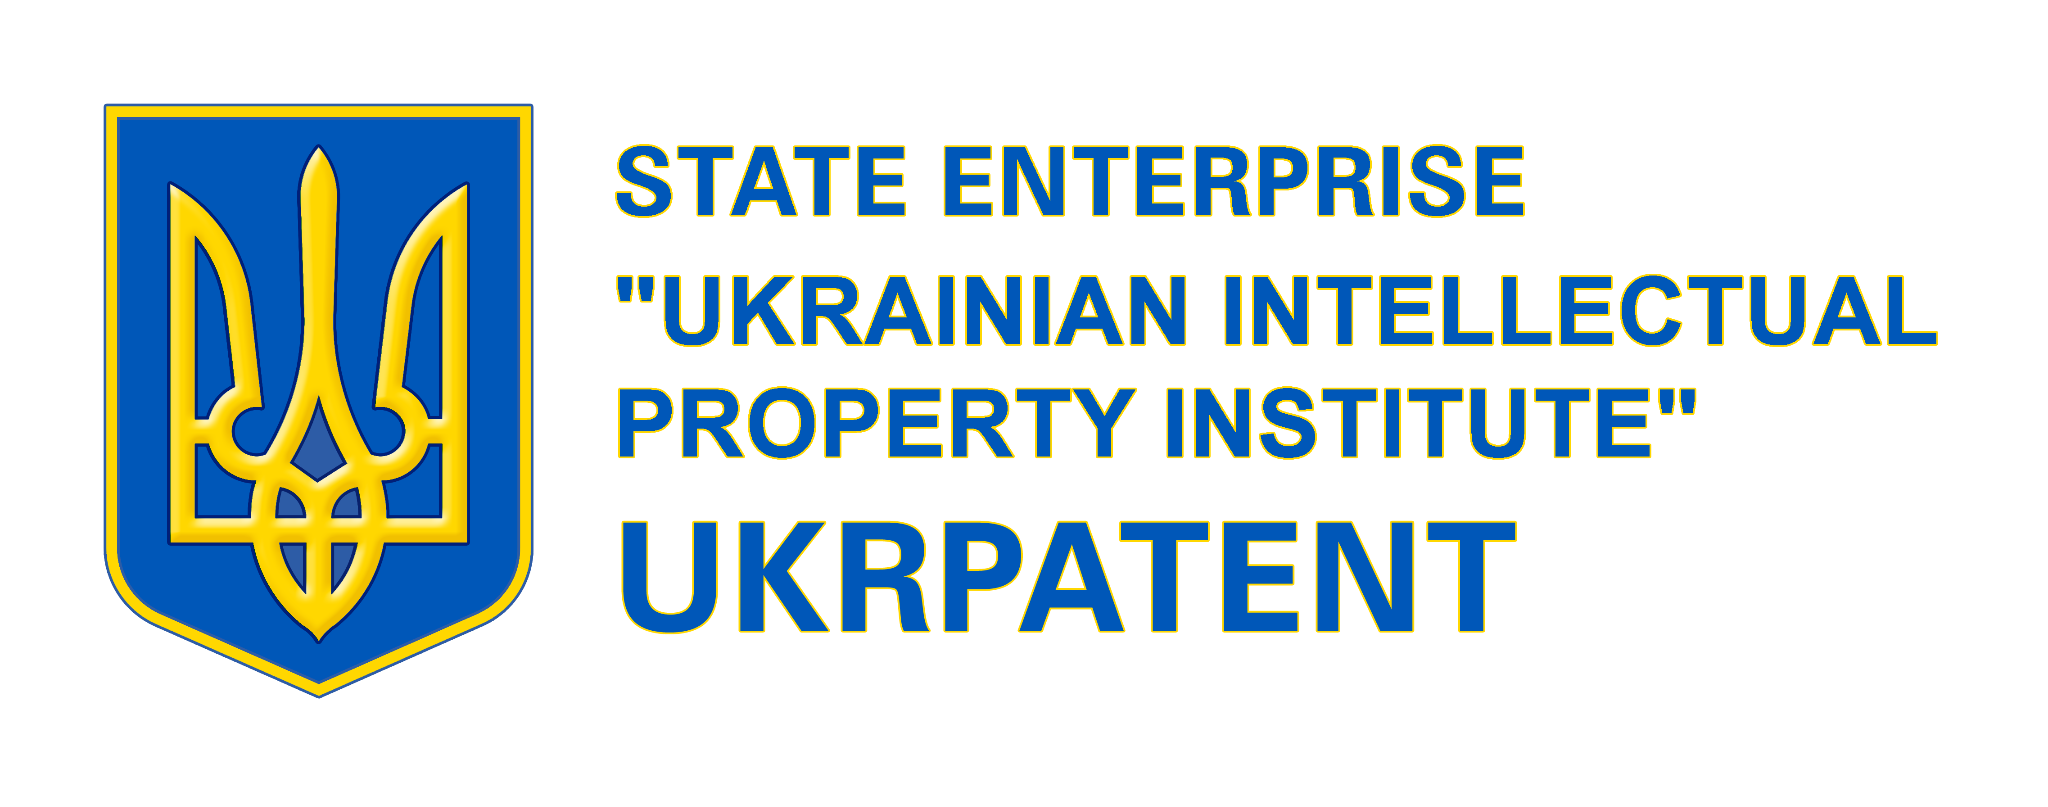 STATE ENTERPRISE
"UKRAINIAN INTELLECTUAL
PROPERTY INSTITUTE"
UKRPATENT